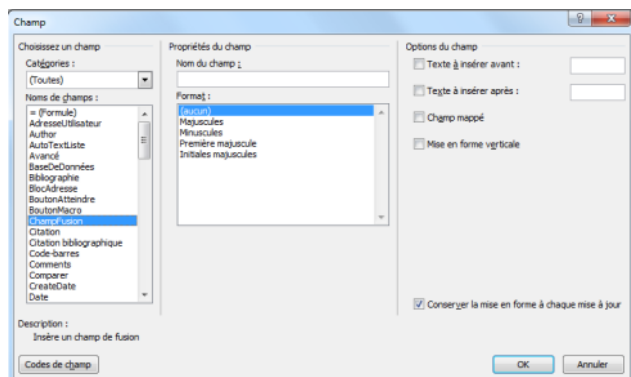 Champ
Choisissez un champ
Catégories :
(Toutes)
Noms de champs :
= (Formule)
AdresseUtilisateur
Author
AutoTextListe
Avancé
BaseDeDonnées
Bibliographie
BlocAdresse
BoutonAtteindre
BoutonMacro
ChampFusion
Citation
Citation bibliographique
Code-barres
Comments
Comparer
CreateDate
Date
Propriétés du champ
Nom du champ :
Format :
(aucun)
Majuscules
Minuscules
Première majuscule
Initiales majuscules
Options du champ
Texte à insérer avant :
Texte à insérer après :
Champ mappé
Mise en forme verticale
Conserver la mise en forme à chaque mise à jour
Description :
Insère un champ de fusion
Codes de champ
OK
Annuler